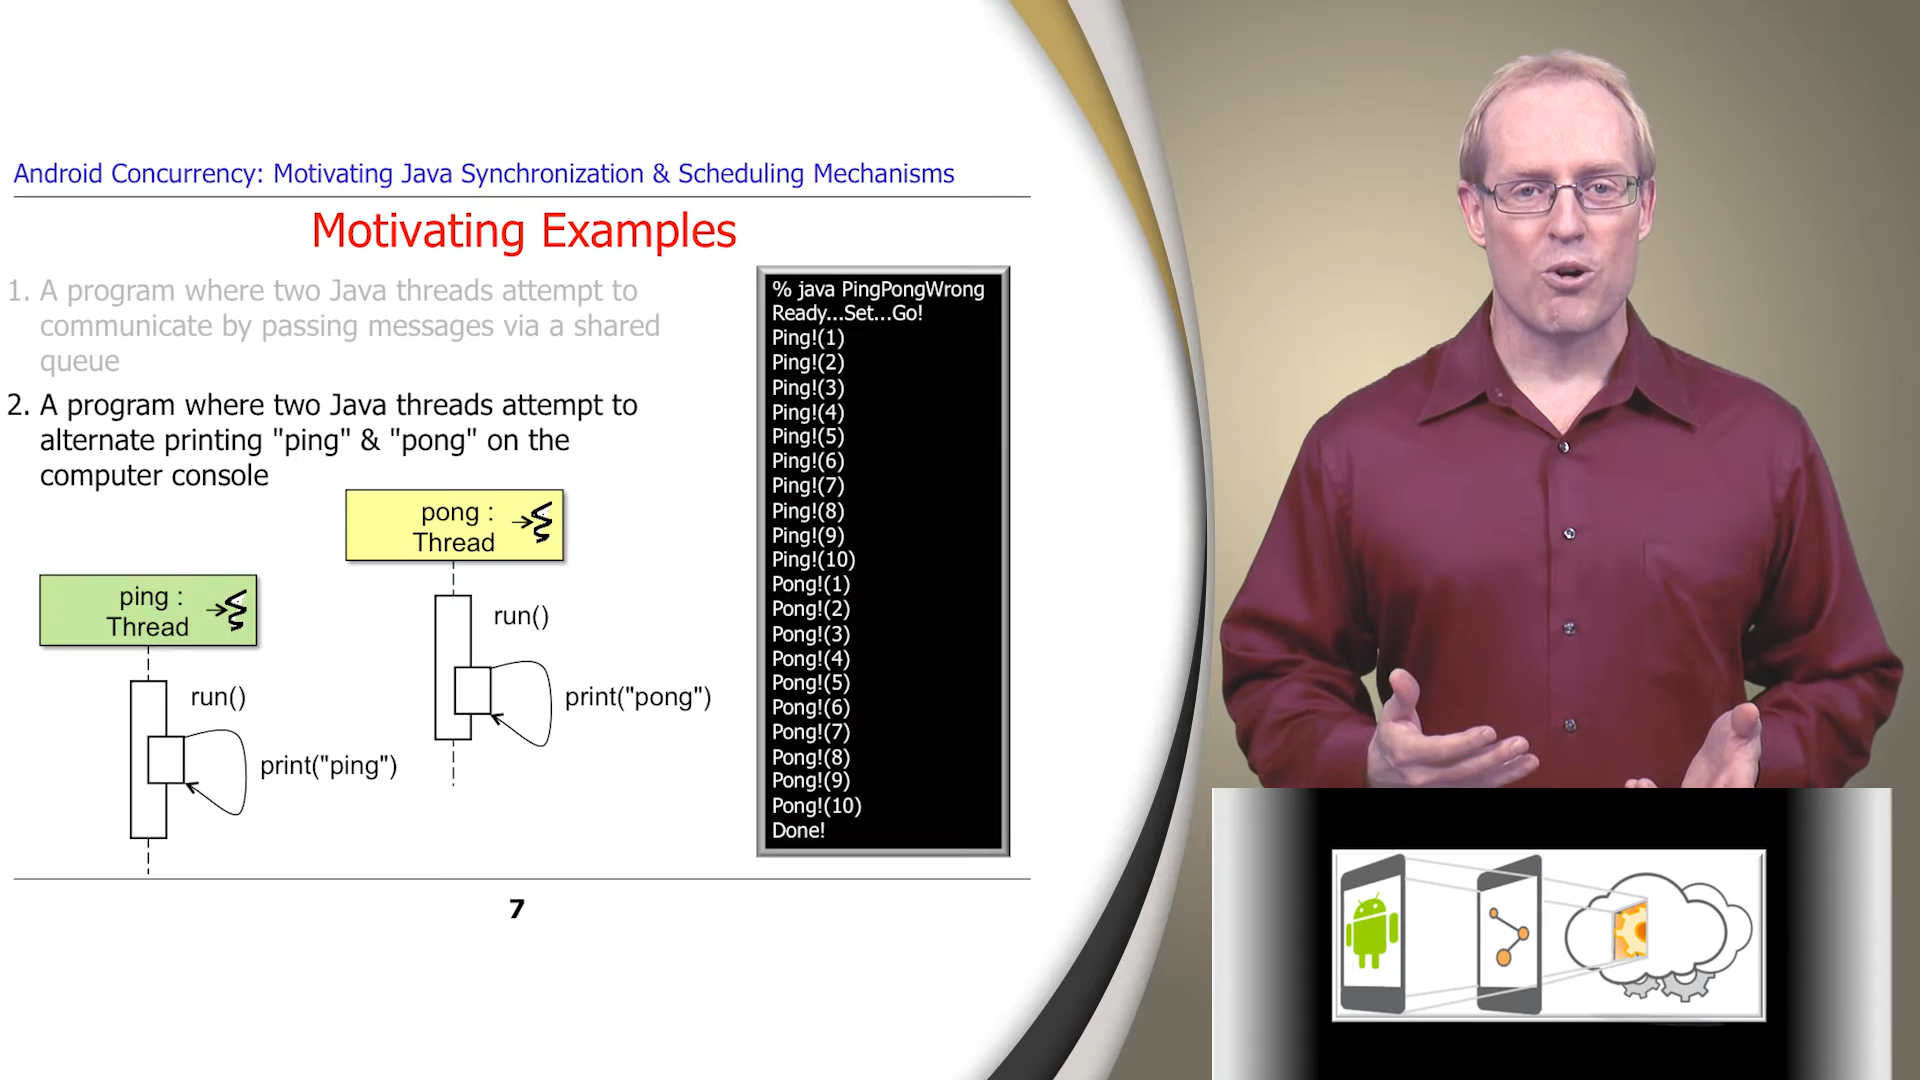 Android Concurrency: Motivating Java Synchronization & Scheduling Mechanisms
Motivating Examples
1. A program where two Java threads attempt to
communicate by passing messages via a shared
queue
2. A program where two Java threads attempt to
alternate printing "ping" & "pong" on the
computer console
pong :
Thread
run()
print("pong")
ping :
Thread
run()
print("ping")
% java PingPongWrong
Ready...Set...Go!
Ping!(1)
Ping!(2)
Ping!(3)
Ping!(4)
Ping!(5)
Ping!(6)
Ping!(7)
Ping!(8)
Ping!(9)
Ping!(10)
Pong!(1)
Pong!(2)
Pong!(3)
Pong!(4)
Pong!(5)
Pong!(6)
Pong!(7)
Pong!(8)
Pong!(9)
Pong!(10)
Done!
7